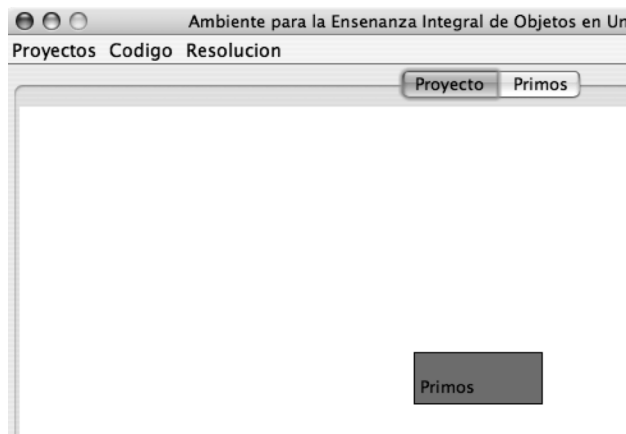 Ambiente para la Ensenanza Integral de Objetos en Un
Proyectos Codigo Resolucion
Proyecto Primos
Primos